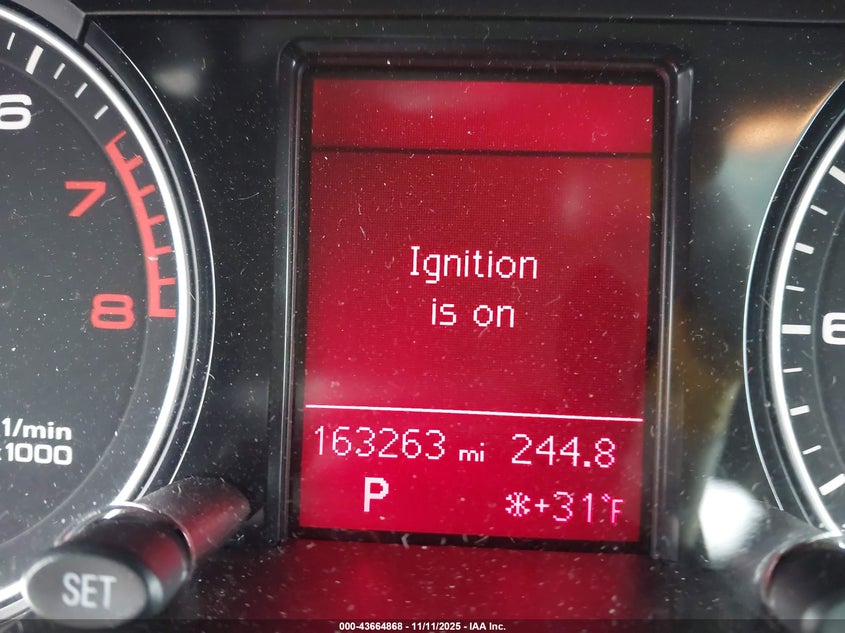 6
7
8
1/min
x1000
SET
Ignition
is on
163263 mi 244.8
P
+31°F
6
000-43664868 - 11/11/2025 - IAA Inc.